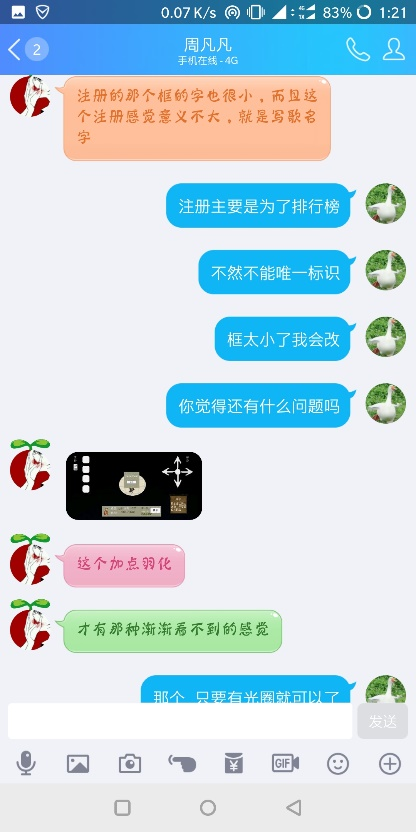 0.07 K/s
83%
1:21
2
周凡凡
手机在线 - 4G
注册的那个框的字也很小，而且这
个注册感觉意义不大，就是写歌名
字
注册主要是为了排行榜
不然不能唯一标识
框太小了我会改
你觉得还有什么问题吗
这个加点羽化
才有那种渐渐看不到的感觉
那个 只要有光圈就可以了
发送
GIF